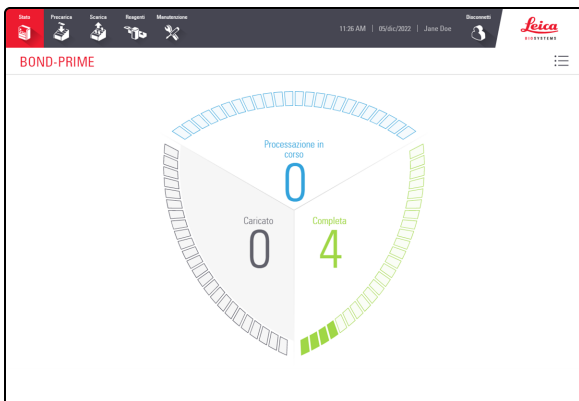 Stato
Precarica
Scarica
Reagenti
Manutenzione
11:26 AM | 05/dic/2022 | Jane Doe
Disconnetti
Leica
BIOSYSTEMS
BOND-PRIME
Processazione in
corso
0
Caricato
0
Completa
4